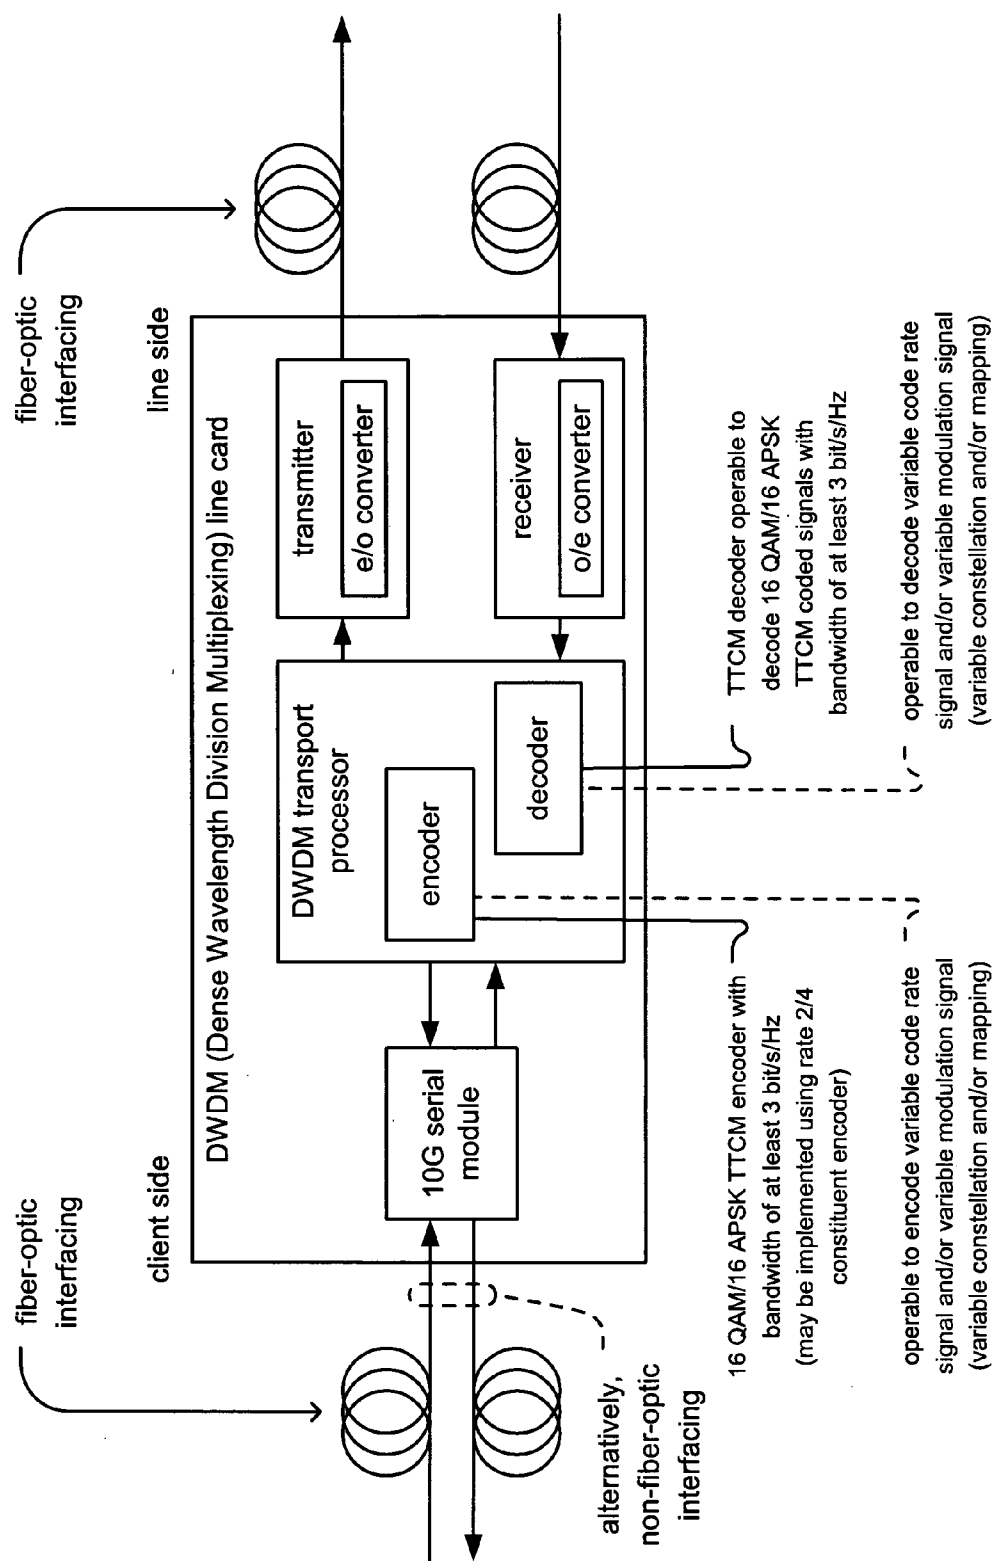 fiber-optic
interfacing
fiber-optic
interfacing
client side
line side
DWDM (Dense Wavelength Division Multiplexing) line card
10G serial
module
DWDM transport
processor
encoder
decoder
transmitter
e/o converter
receiver
o/e converter
alternatively,
non-fiber-optic
interfacing
16 QAM/16 APSK TTCM encoder with
bandwidth of at least 3 bit/s/Hz
(may be implemented using rate 2/4
constituent encoder)
TTCM decoder operable to
decode 16 QAM/16 APSK
TTCM coded signals with
bandwidth of at least 3 bit/s/Hz
operable to encode variable code rate
signal and/or variable modulation signal
(variable constellation and/or mapping)
operable to decode variable code rate
signal and/or variable modulation signal
(variable constellation and/or mapping)